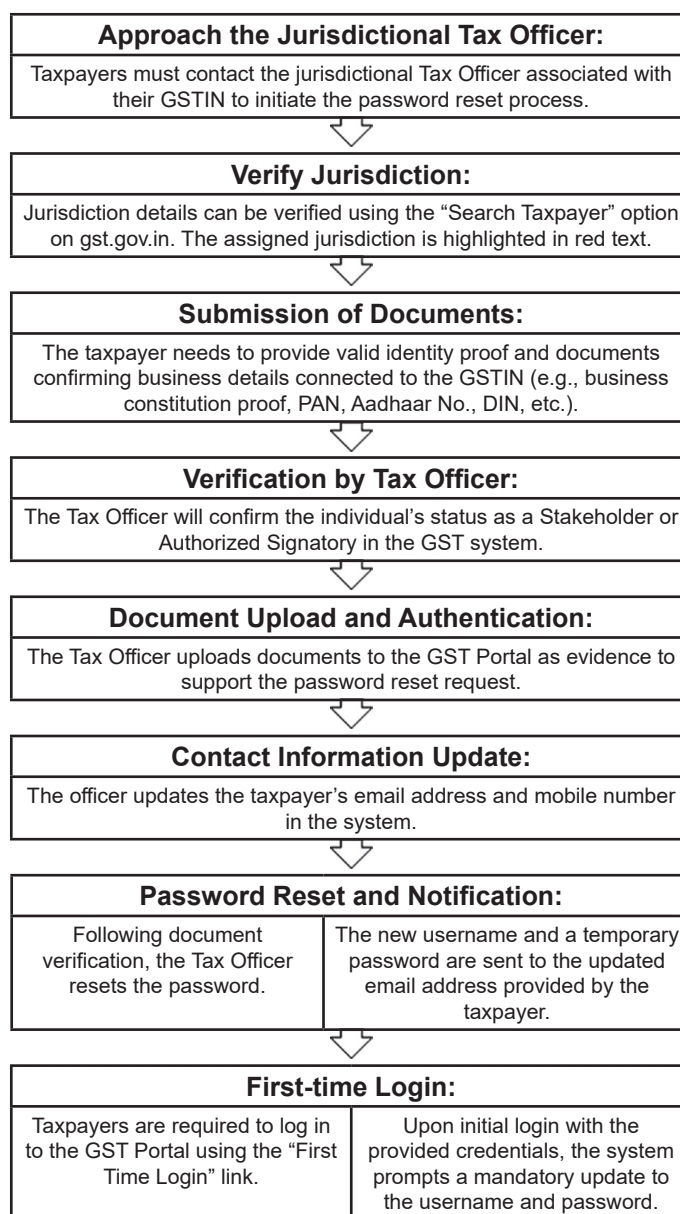 Approach the Jurisdictional Tax Officer:
Taxpayers must contact the jurisdictional Tax Officer associated with
their GSTIN to initiate the password reset process.
Verify Jurisdiction:
Jurisdiction details can be verified using the “Search Taxpayer” option
on gst.gov.in. The assigned jurisdiction is highlighted in red text.
Submission of Documents:
The taxpayer needs to provide valid identity proof and documents
confirming business details connected to the GSTIN (e.g., business
constitution proof, PAN, Aadhaar No., DIN, etc.).
Verification by Tax Officer:
The Tax Officer will confirm the individual’s status as a Stakeholder or
Authorized Signatory in the GST system.
Document Upload and Authentication:
The Tax Officer uploads documents to the GST Portal as evidence to
support the password reset request.
Contact Information Update:
The officer updates the taxpayer’s email address and mobile number
in the system.
Password Reset and Notification:
Following document
verification, the Tax Officer
resets the password.
The new username and a temporary
password are sent to the updated
email address provided by the
taxpayer.
First-time Login:
Taxpayers are required to log in
to the GST Portal using the “First
Time Login” link.
Upon initial login with the
provided credentials, the system
prompts a mandatory update to
the username and password.